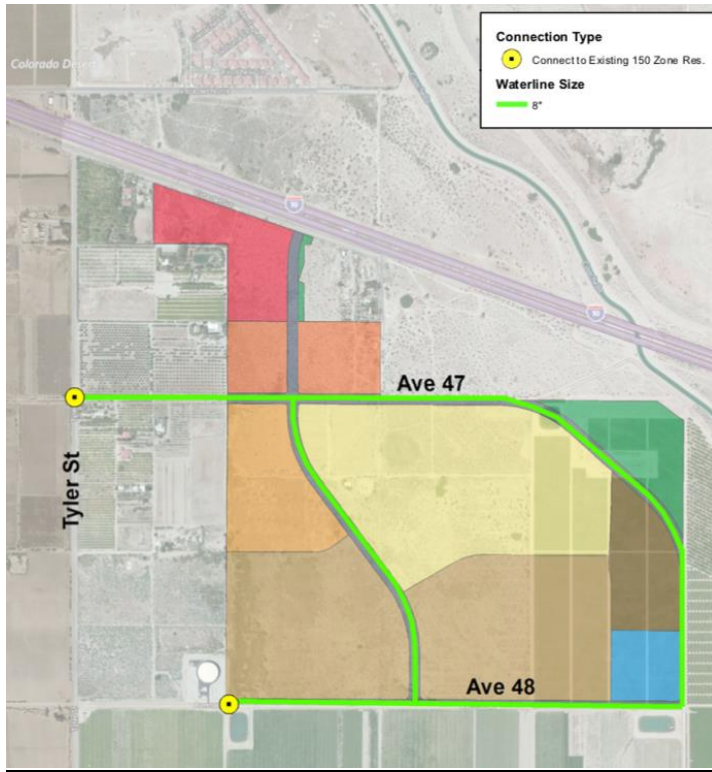 Connection Type
Connect to Existing 150 Zone Res.
Waterline Size
8"
Colorado Desert
Ave 47
Tyler St
Ave 48